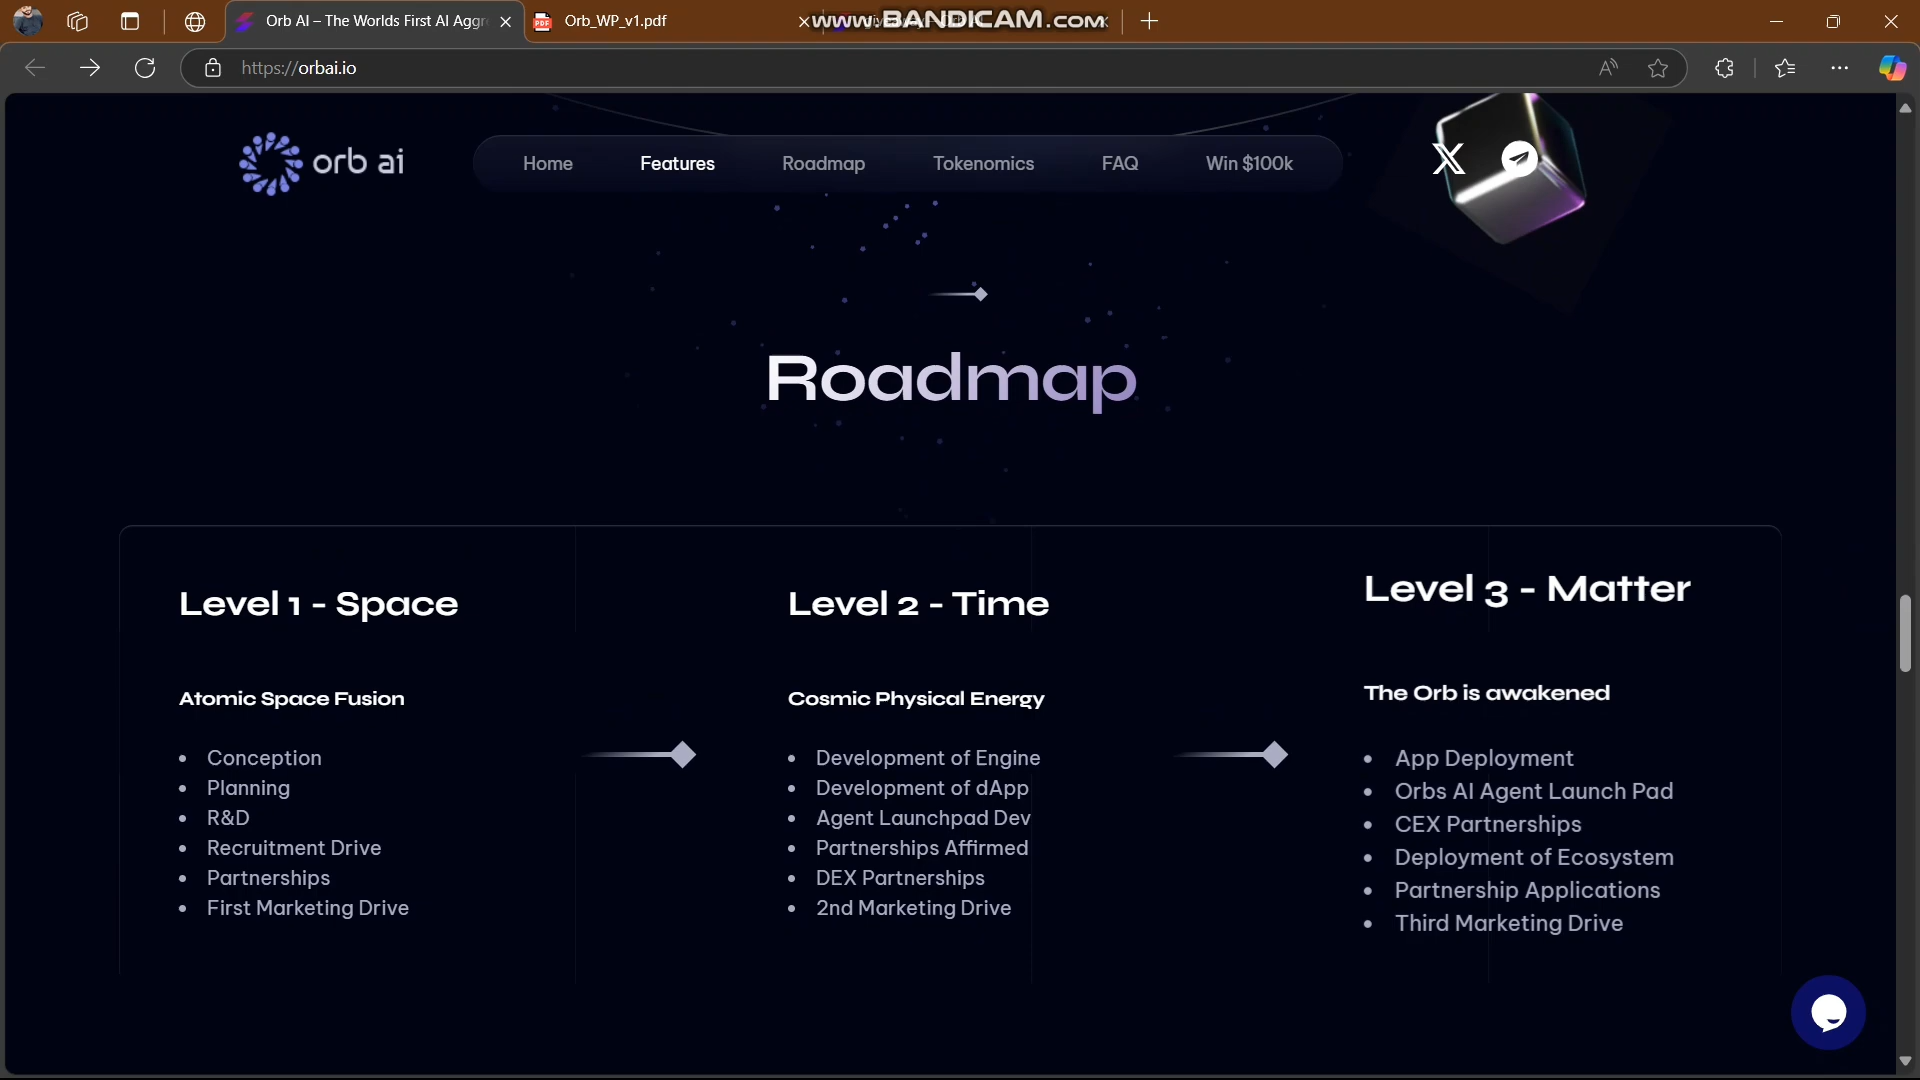 Orb AI – The Worlds First AI Aggre
Orb_WP_v1.pdf
www.BANDICAM.com
https://orbai.io
orb ai
Home
Features
Roadmap
Tokenomics
FAQ
Win $100k
Roadmap
Level 1 - Space
Atomic Space Fusion
• Conception
• Planning
• R&D
• Recruitment Drive
• Partnerships
• First Marketing Drive
Level 2 - Time
Cosmic Physical Energy
• Development of Engine
• Development of dApp
• Agent Launchpad Dev
• Partnerships Affirmed
• DEX Partnerships
• 2nd Marketing Drive
Level 3 - Matter
The Orb is awakened
• App Deployment
• Orbs AI Agent Launch Pad
• CEX Partnerships
• Deployment of Ecosystem
• Partnership Applications
• Third Marketing Drive